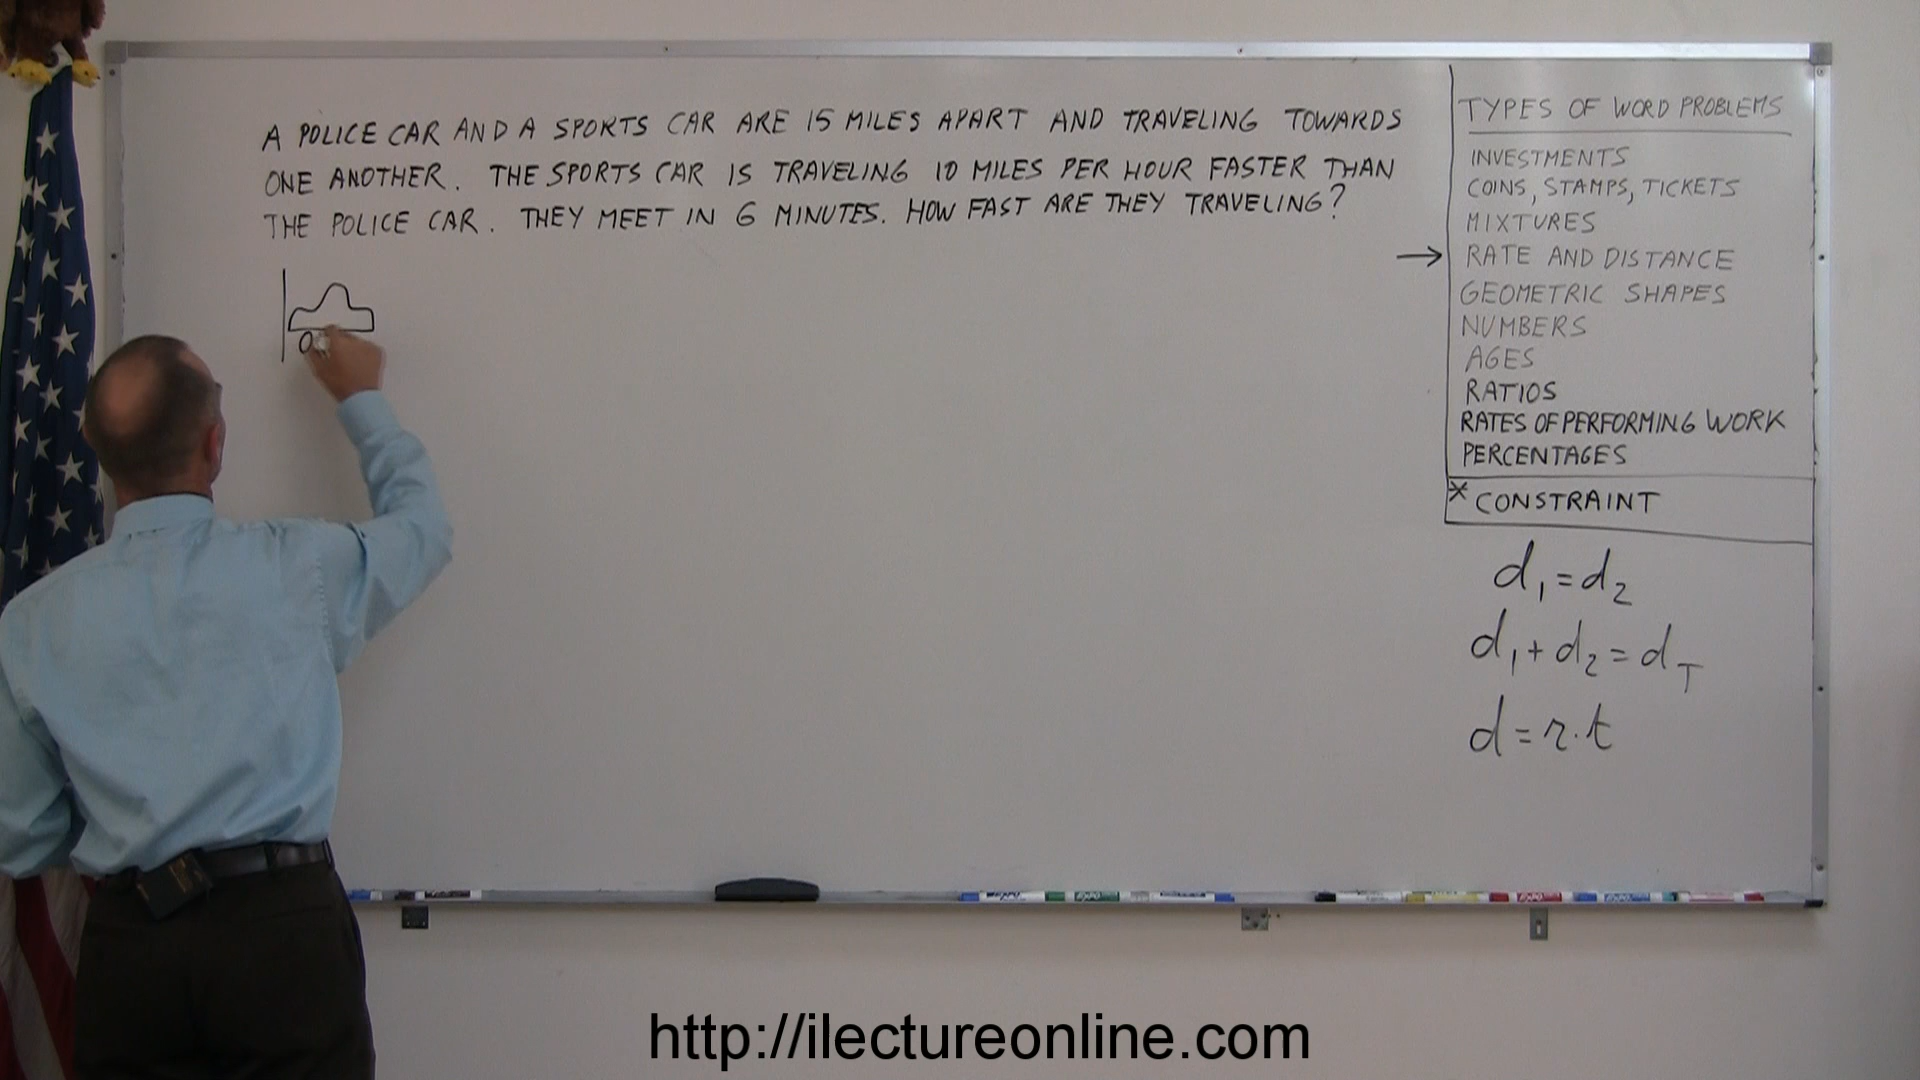 A POLICE CAR AND A SPORTS CAR ARE 15 MILES APART AND TRAVELING TOWARDS
ONE ANOTHER. THE SPORTS CAR IS TRAVELING 10 MILES PER HOUR FASTER THAN
THE POLICE CAR. THEY MEET IN 6 MINUTES. HOW FAST ARE THEY TRAVELING?
TYPES OF WORD PROBLEMS
INVESTMENTS
COINS, STAMPS, TICKETS
MIXTURES
→ RATE AND DISTANCE
GEOMETRIC SHAPES
NUMBERS
AGES
RATIOS
RATES OF PERFORMING WORK
PERCENTAGES
* CONSTRAINT
d₁ = d₂
d₁ + d₂ = d_T
d = r·t
http://ilectureonline.com